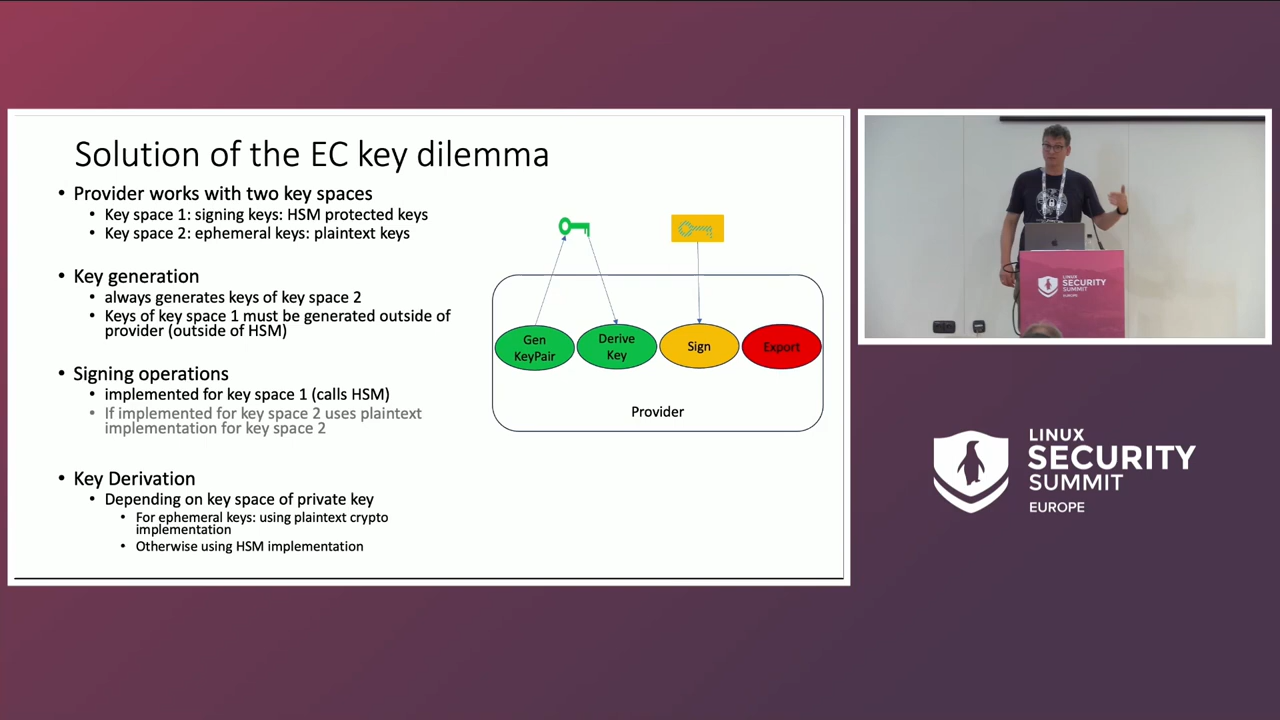 Solution of the EC key dilemma
• Provider works with two key spaces
• Key space 1: signing keys: HSM protected keys
• Key space 2: ephemeral keys: plaintext keys
• Key generation
• always generates keys of key space 2
• Keys of key space 1 must be generated outside of
provider (outside of HSM)
• Signing operations
• implemented for key space 1 (calls HSM)
• If implemented for key space 2 uses plaintext
implementation for key space 2
• Key Derivation
• Depending on key space of private key
• For ephemeral keys: using plaintext crypto
implementation
• Otherwise using HSM implementation
Gen
KeyPair
Derive
Key
Sign
Export
Provider
LINUX
SECURITY
SUMMIT
EUROPE
LINUX
SECURITY
SUMMIT
EUROPE